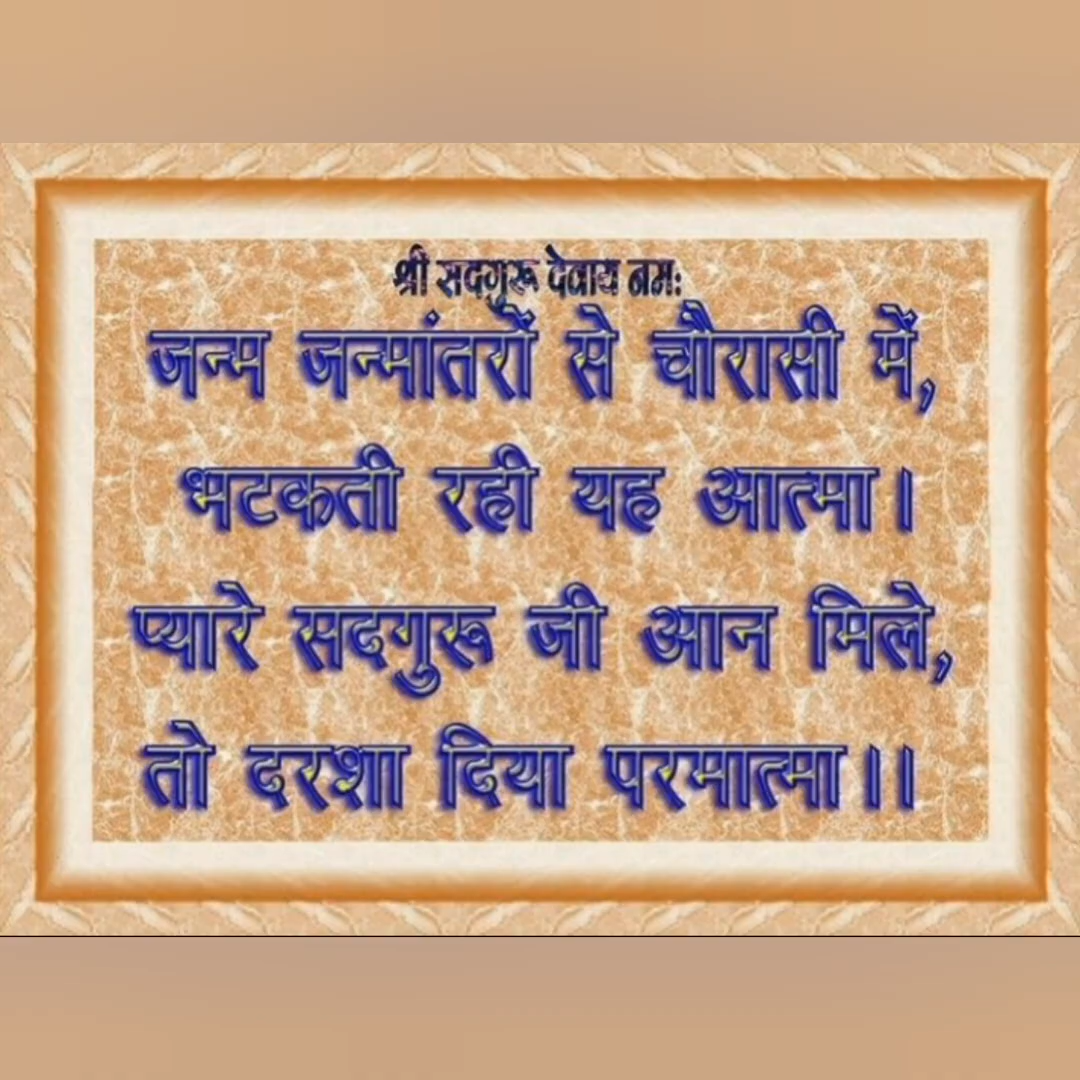 श्री सदगुरू देवाय नमः
जन्म जन्मांतरों से चौरासी में,
भटकती रही यह आत्मा।
प्यारे सदगुरू जी आन मिले,
तो दरशा दिया परमात्मा।।